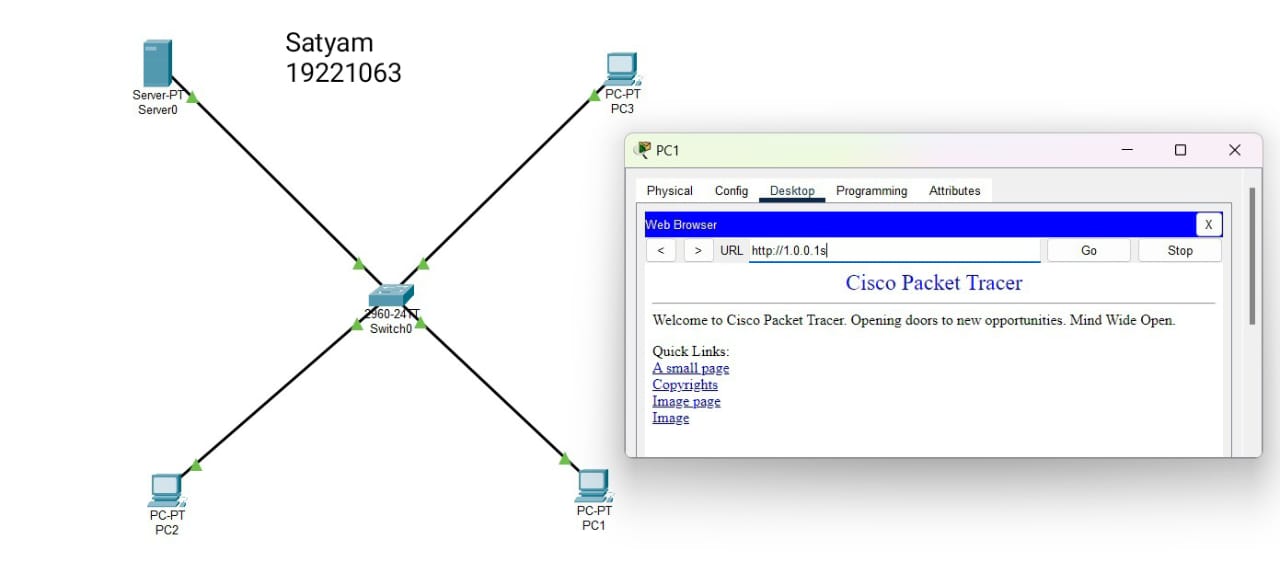 Satyam
19221063
Server-PT
Server0
PC-PT
PC3
2960-24TT
Switch0
PC-PT
PC2
PC-PT
PC1
PC1
Physical Config Desktop Programming Attributes
Web Browser X
< > URL http://1.0.0.1s Go Stop
Cisco Packet Tracer
Welcome to Cisco Packet Tracer. Opening doors to new opportunities. Mind Wide Open.
Quick Links:
A small page
Copyrights
Image page
Image